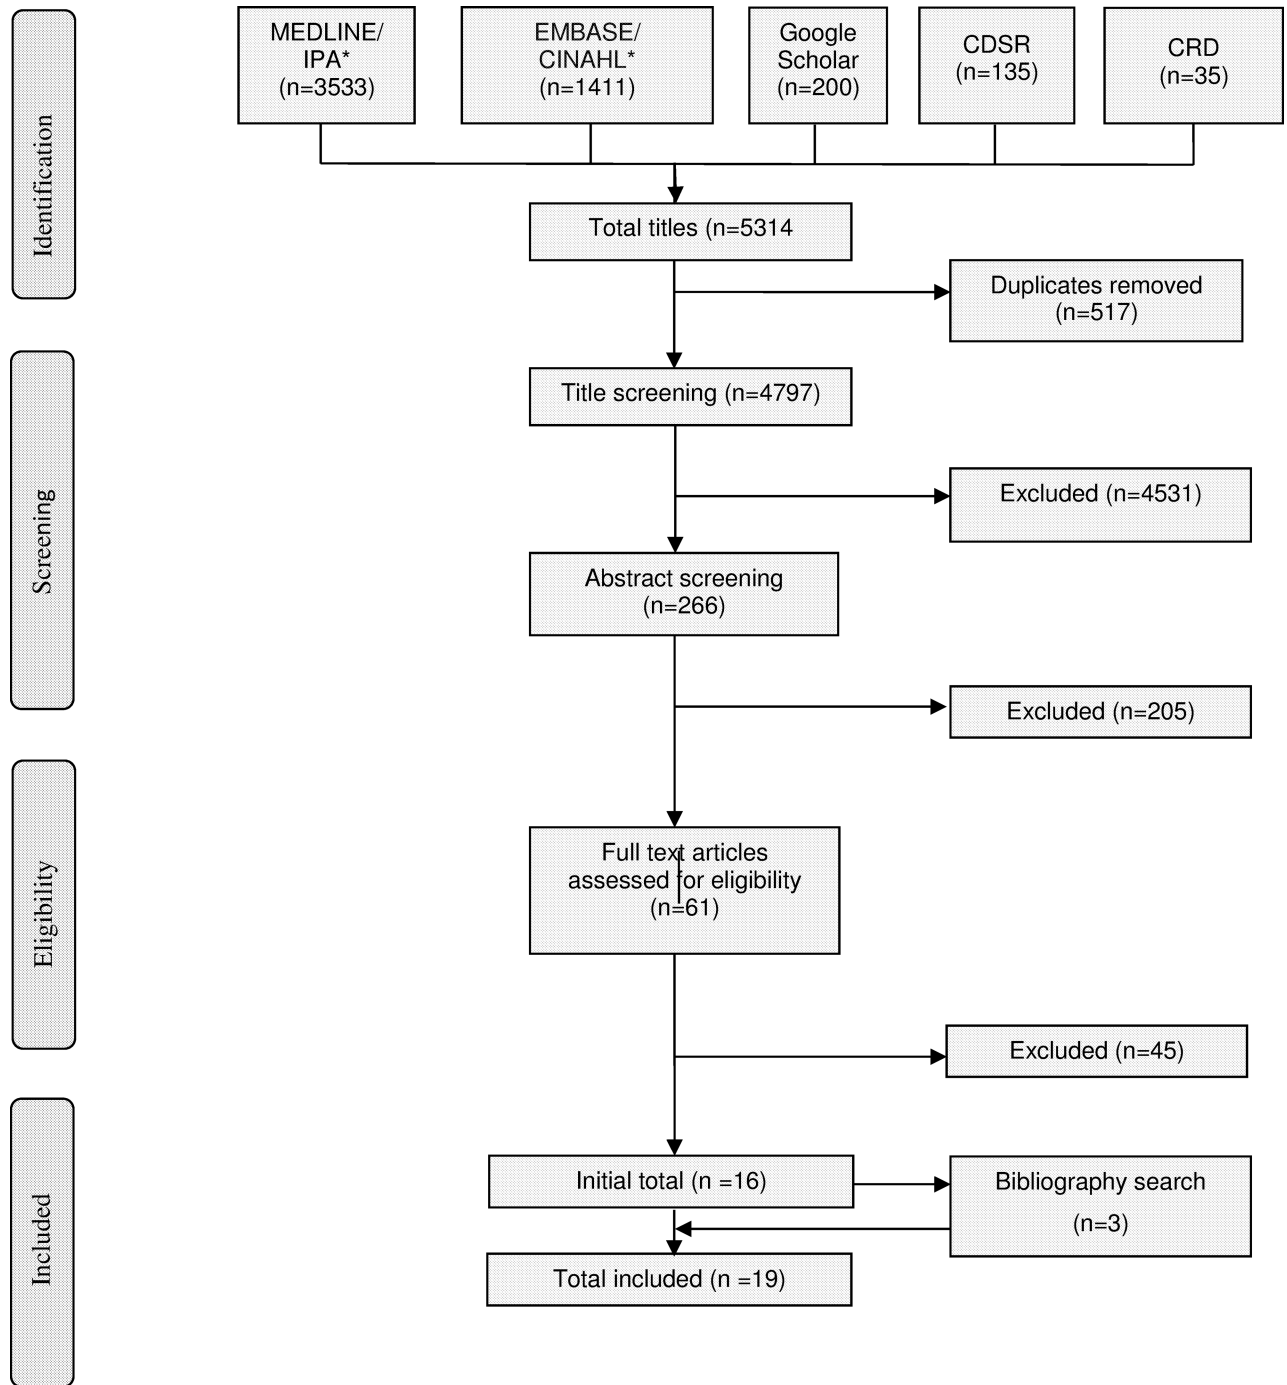 MEDLINE/
IPA*
(n=3533)
EMBASE/
CINAHL*
(n=1411)
Google
Scholar
(n=200)
CDSR
(n=135)
CRD
(n=35)
Identification
Total titles (n=5314
Duplicates removed
(n=517)
Title screening (n=4797)
Screening
Excluded (n=4531)
Abstract screening
(n=266)
Excluded (n=205)
Eligibility
Full text articles
assessed for eligibility
(n=61)
Excluded (n=45)
Included
Initial total (n =16)
Bibliography search
(n=3)
Total included (n =19)